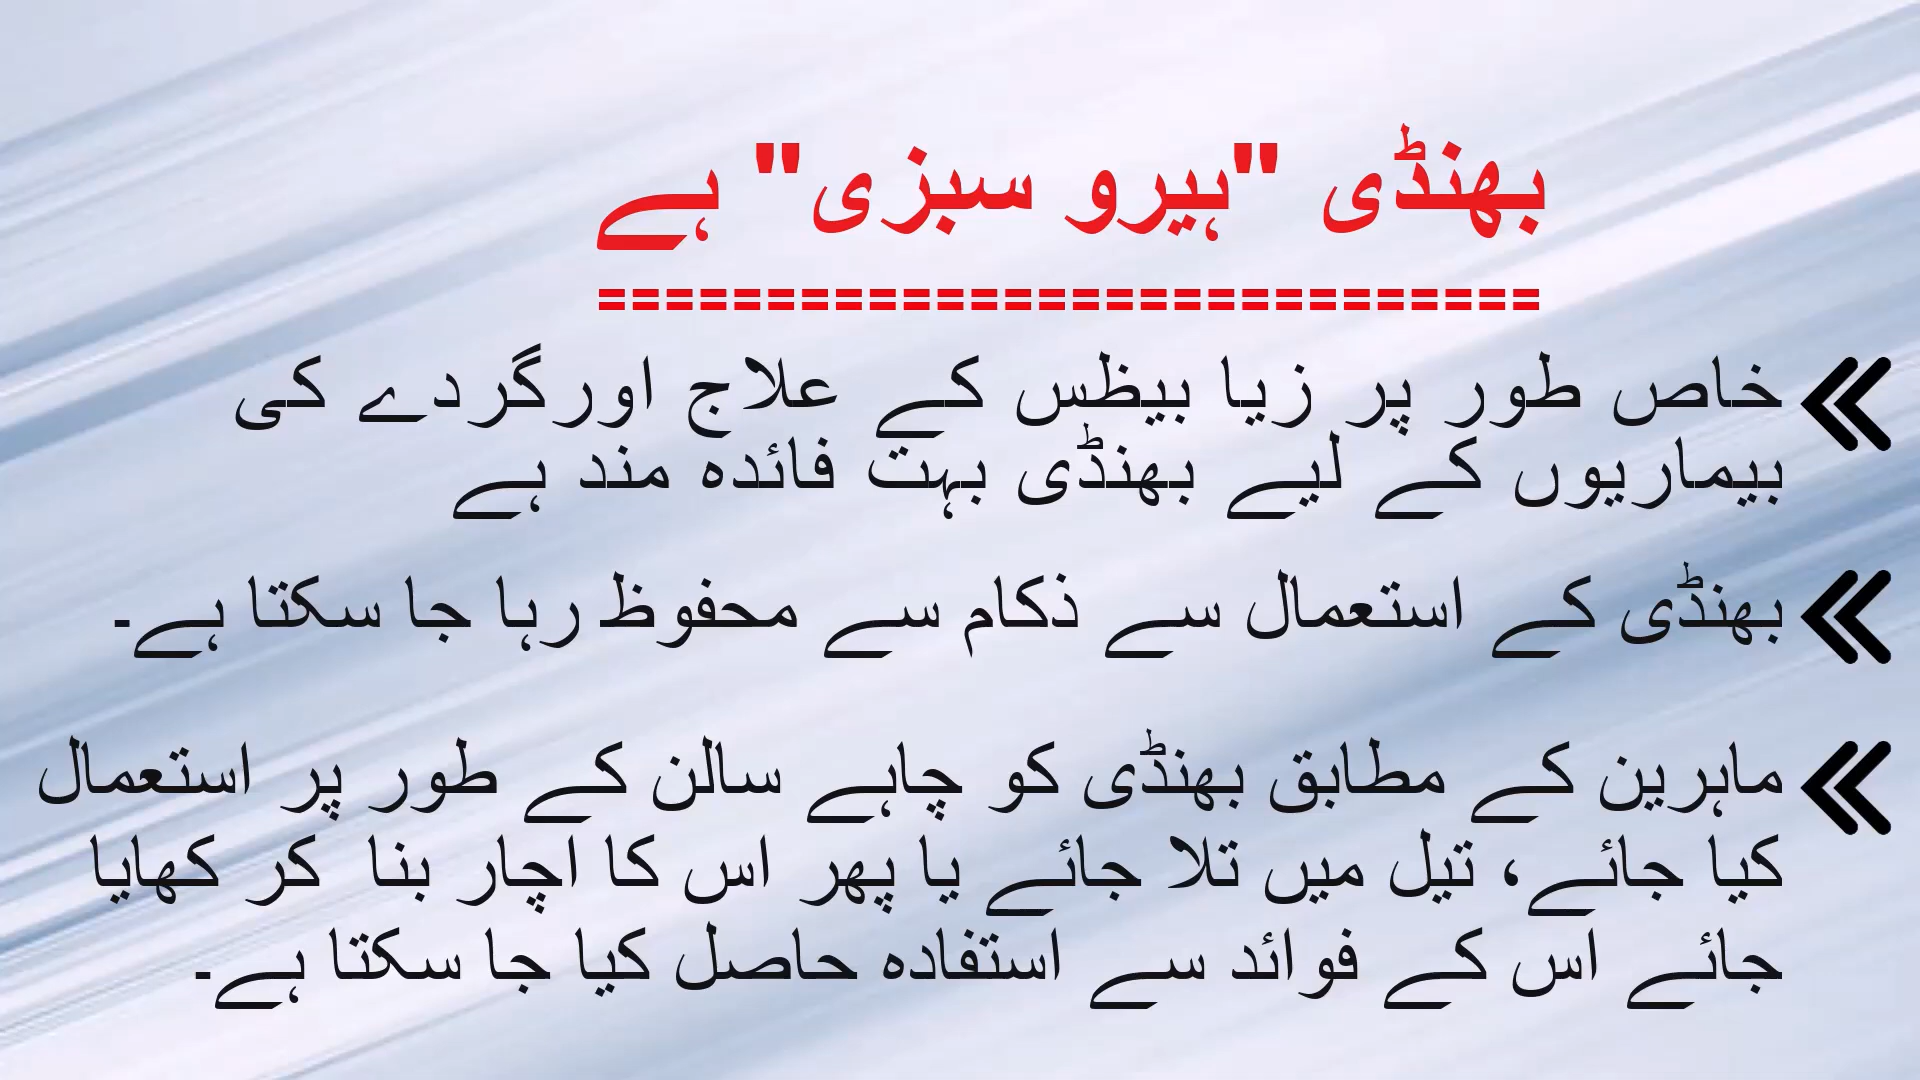 بھنڈی "ہیرو سبزی" ہے
============================
خاص طور پر زیا بیظس کے علاج اورگردے کی
بیماریوں کے لیے بھنڈی بہت فائدہ مند ہے
بھنڈی کے استعمال سے ذکام سے محفوظ رہا جا سکتا ہے۔
ماہرین کے مطابق بھنڈی کو چاہے سالن کے طور پر استعمال
کیا جائے، تیل میں تلا جائے یا پھر اس کا اچار بنا کر کھایا
جائے اس کے فوائد سے استفادہ حاصل کیا جا سکتا ہے۔